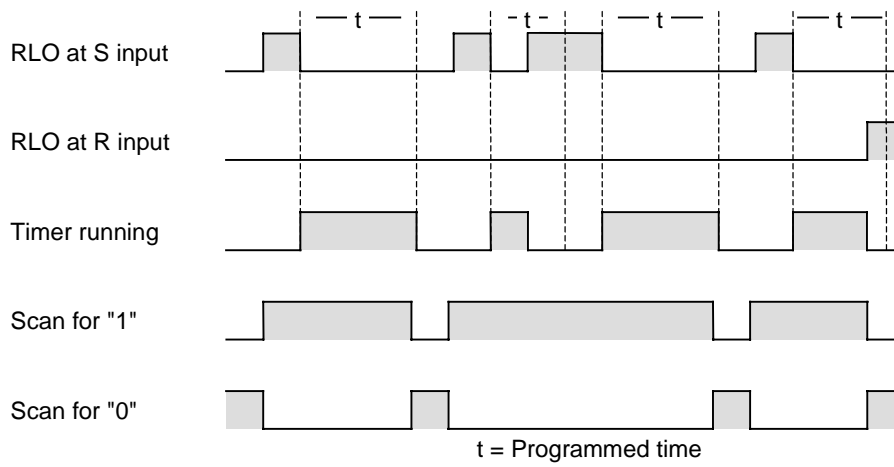 t t t t
RLO at S input
RLO at R input
Timer running
Scan for "1"
Scan for "0"
t = Programmed time